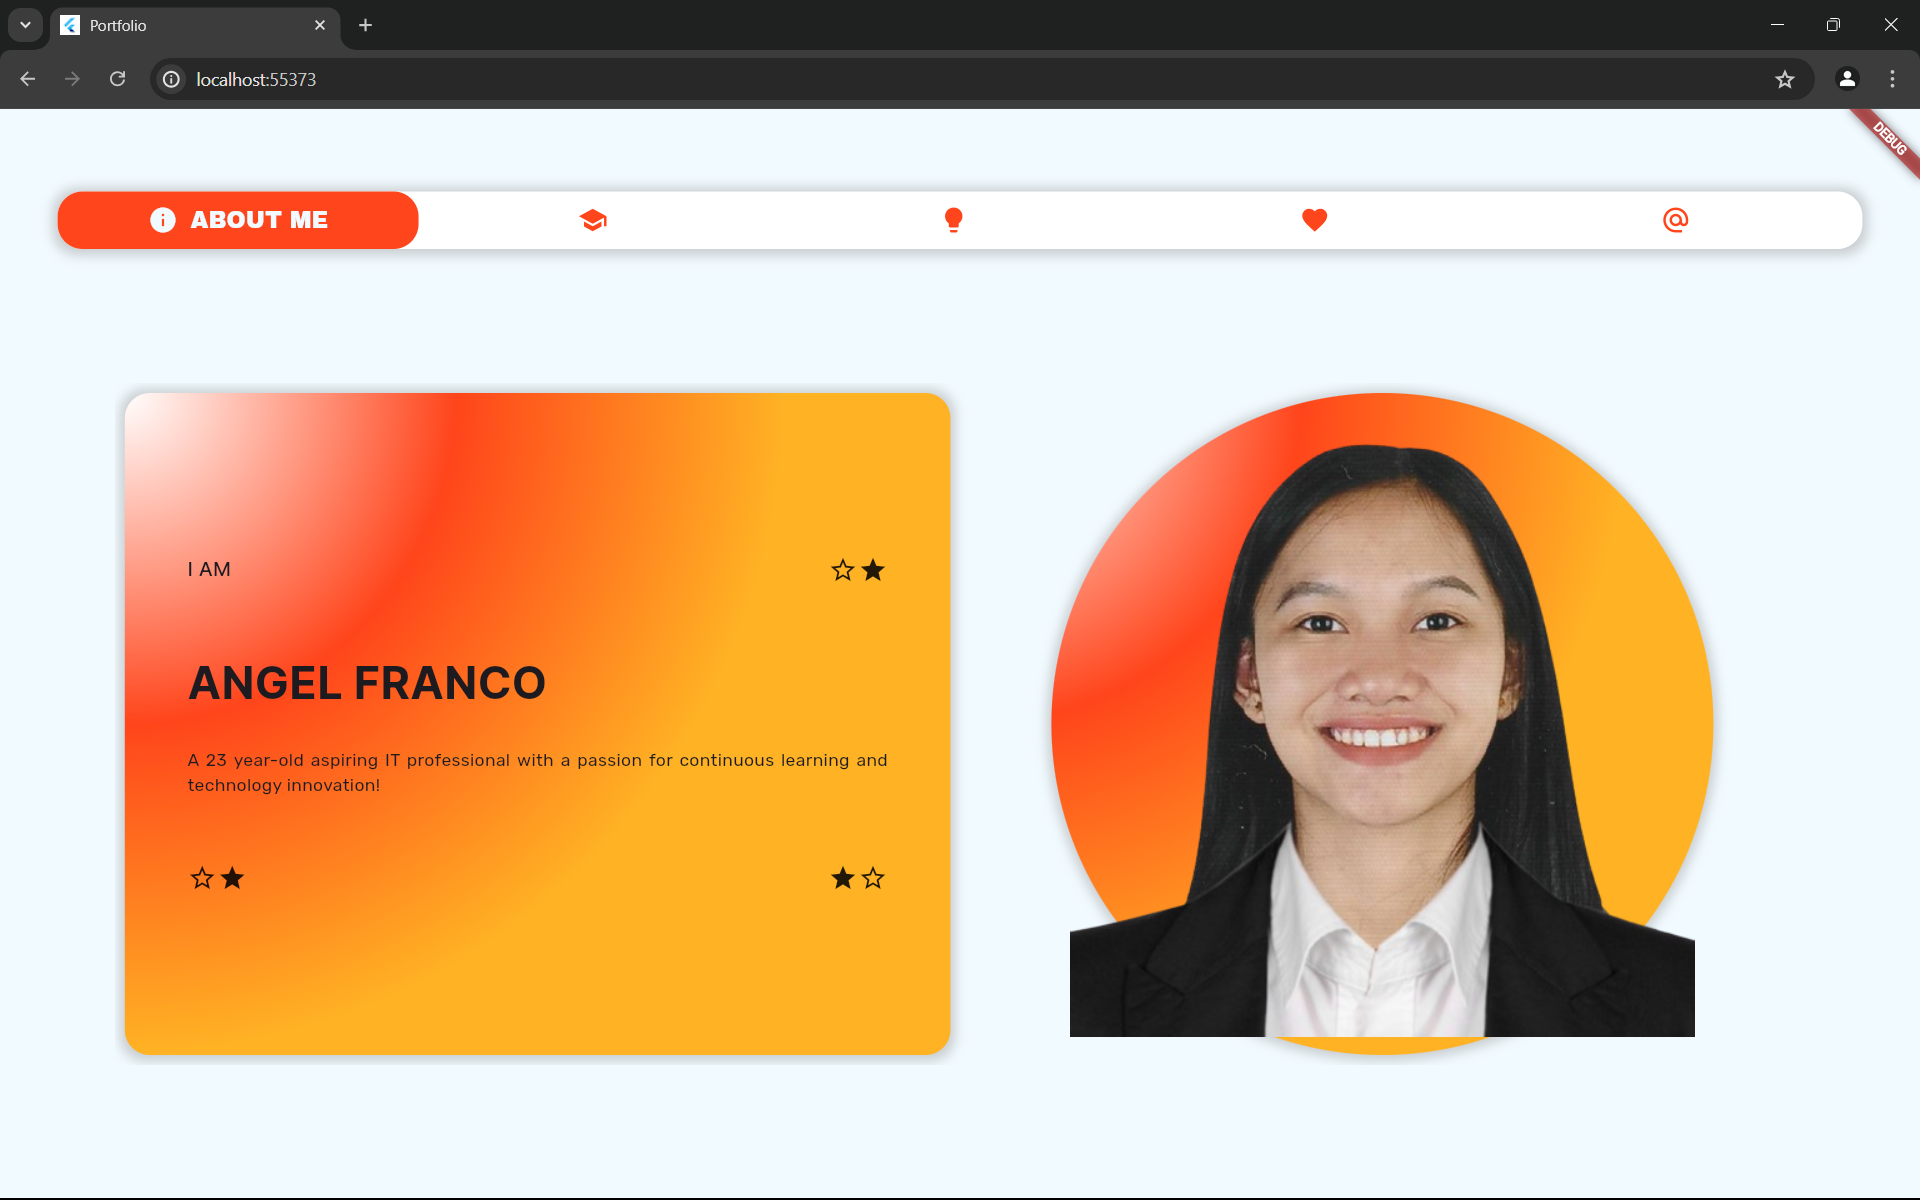 Portfolio
localhost:55373
DEBUG
ABOUT ME
I AM
ANGEL FRANCO
A 23 year-old aspiring IT professional with a passion for continuous learning and
technology innovation!